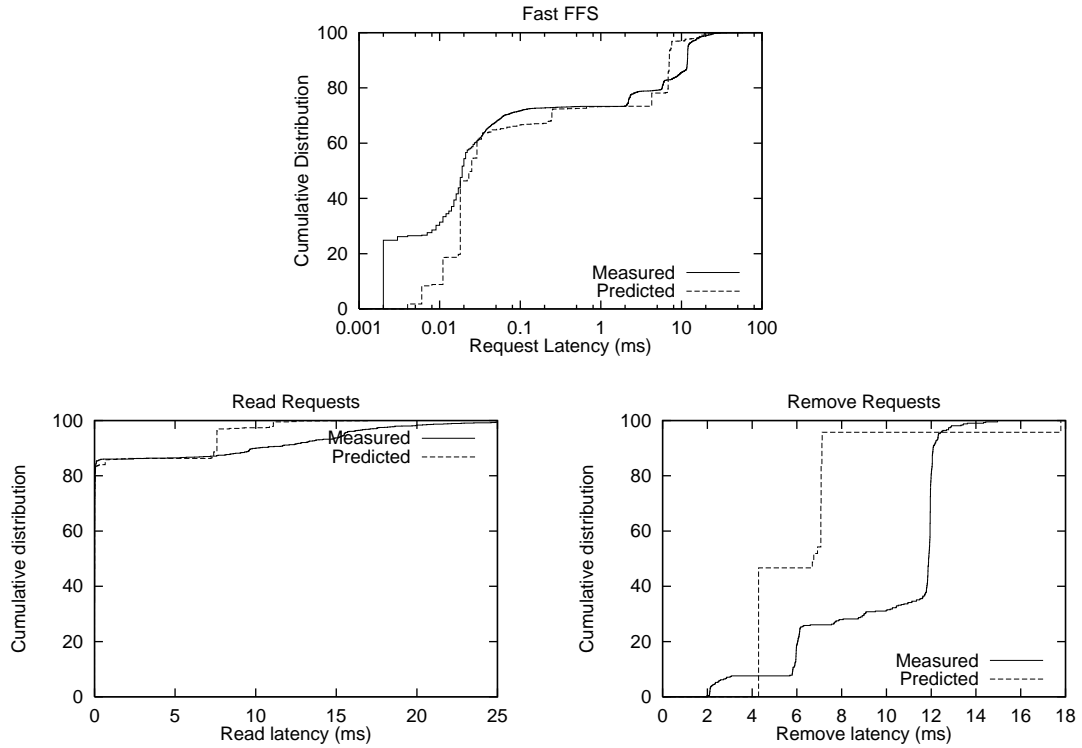 Fast FFS
Cumulative Distribution
100
80
60
40
20
0
Measured
Predicted
0.001 0.01 0.1 1 10 100
Request Latency (ms)
Read Requests
Cumulative distribution
100
80
60
40
20
0
Measured
Predicted
0 5 10 15 20 25
Read latency (ms)
Remove Requests
Cumulative distribution
100
80
60
40
20
0
Measured
Predicted
0 2 4 6 8 10 12 14 16 18
Remove latency (ms)